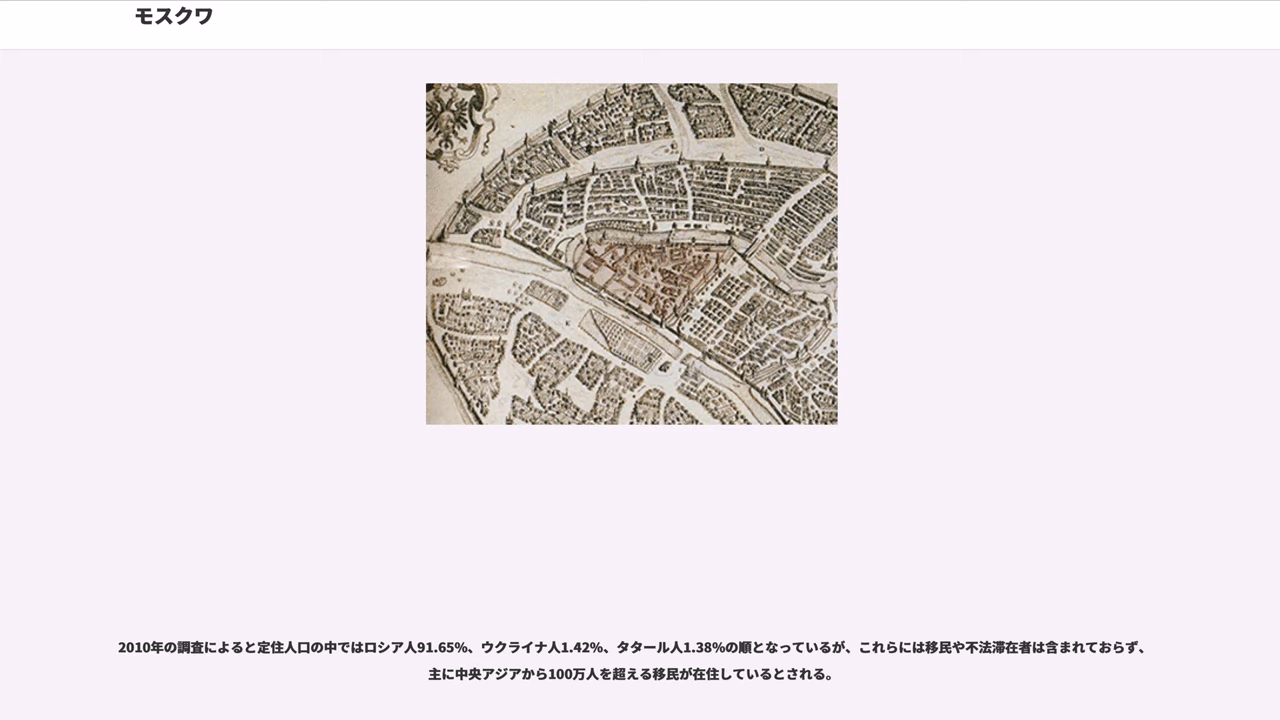 モスクワ
2010年の調査によると定住人口の中ではロシア人91.65%、ウクライナ人1.42%、タタール人1.38%の順となっているが、これらには移民や不法滞在者は含まれておらず、
主に中央アジアから100万人を超える移民が在住しているとされる。